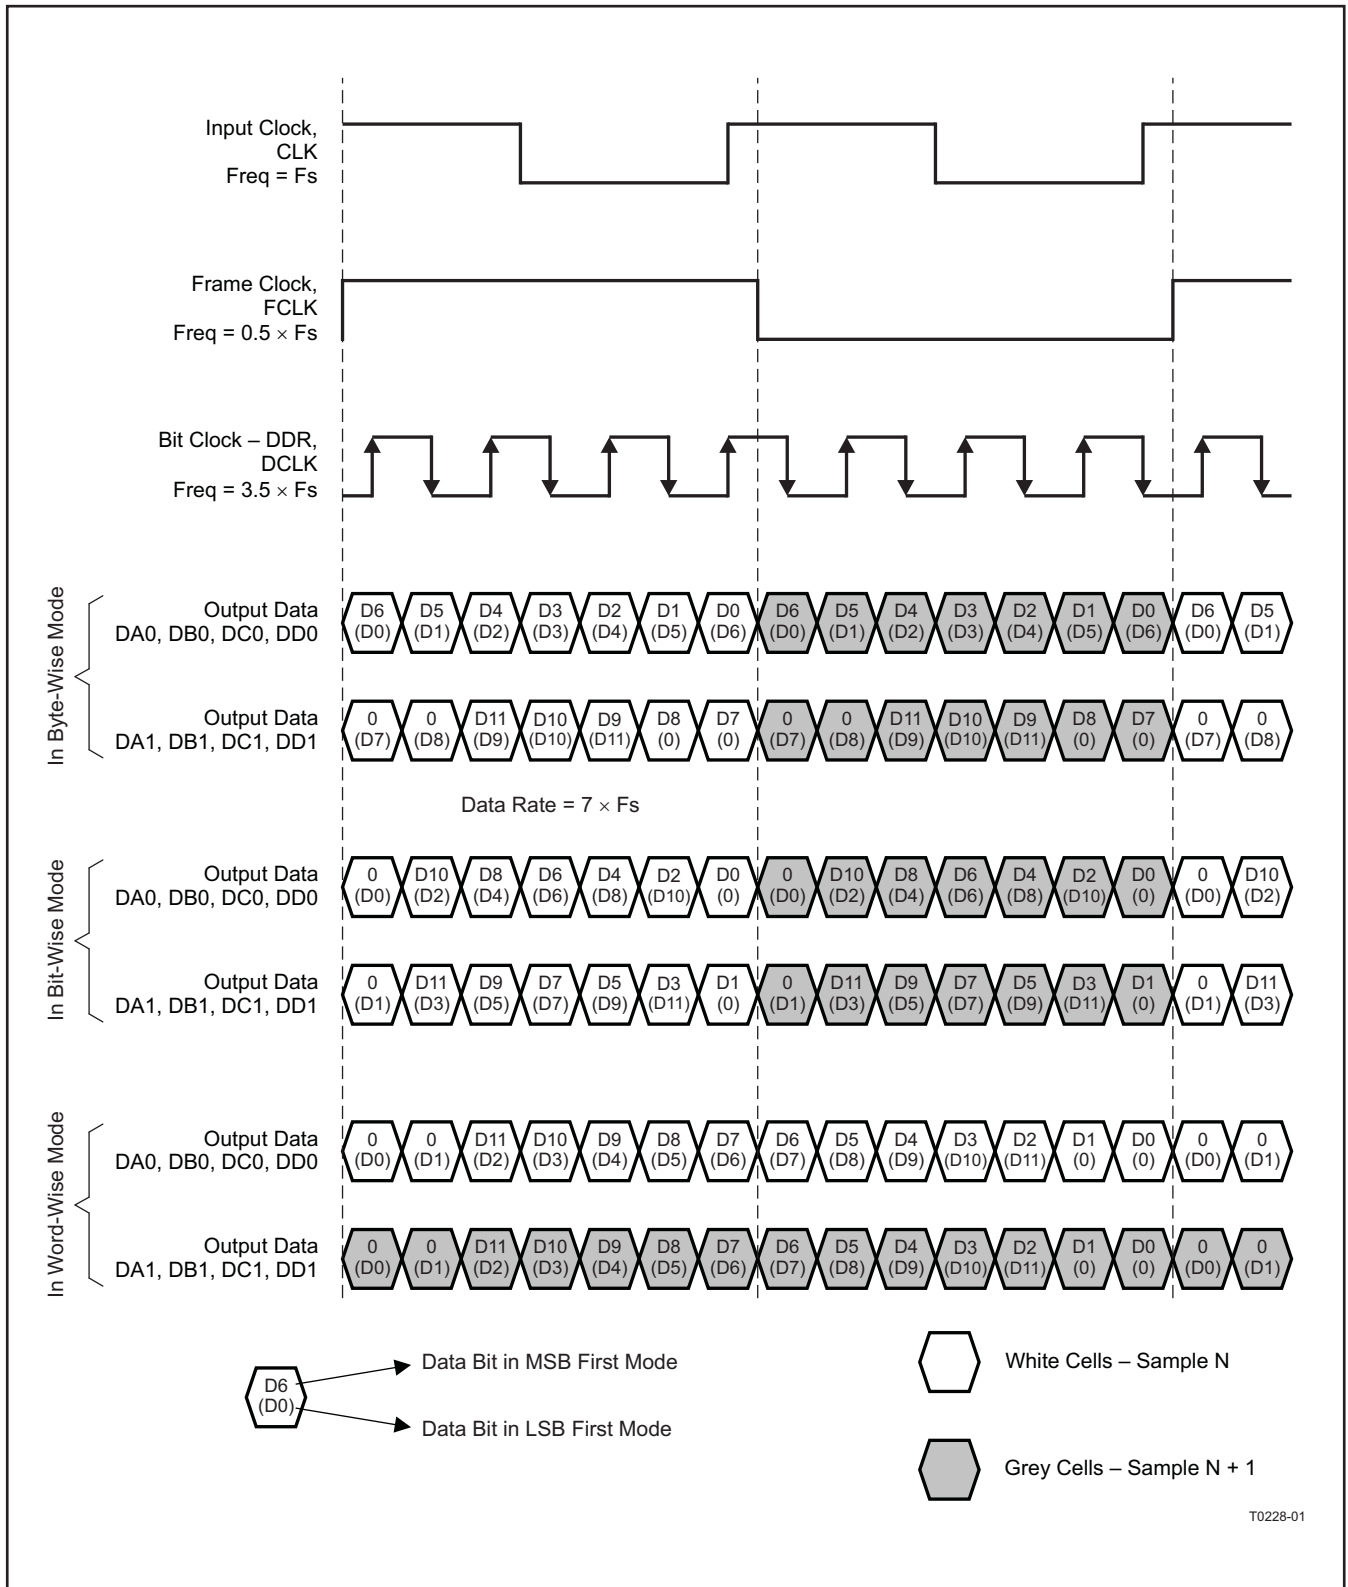 Input Clock,
CLK
Freq = Fs
Frame Clock,
FCLK
Freq = 0.5 × Fs
Bit Clock – DDR,
DCLK
Freq = 3.5 × Fs
In Byte-Wise Mode
Output Data
DA0, DB0, DC0, DD0
D6 D5 D4 D3 D2 D1 D0 D6 D5 D4 D3 D2 D1 D0 D6 D5
(D0) (D1) (D2) (D3) (D4) (D5) (D6) (D0) (D1) (D2) (D3) (D4) (D5) (D6) (D0) (D1)
Output Data
DA1, DB1, DC1, DD1
0 0 D11 D10 D9 D8 D7 0 0 D11 D10 D9 D8 D7 0 0
(D7) (D8) (D9) (D10) (D11) (0) (0) (D7) (D8) (D9) (D10) (D11) (0) (0) (D7) (D8)
Data Rate = 7 × Fs
In Bit-Wise Mode
Output Data
DA0, DB0, DC0, DD0
0 D10 D8 D6 D4 D2 D0 0 D10 D8 D6 D4 D2 D0 0 D10
(D0) (D2) (D4) (D6) (D8) (D10) (0) (D0) (D2) (D4) (D6) (D8) (D10) (0) (D0) (D2)
Output Data
DA1, DB1, DC1, DD1
0 D11 D9 D7 D5 D3 D1 0 D11 D9 D7 D5 D3 D1 0 D11
(D1) (D3) (D5) (D7) (D9) (D11) (0) (D1) (D3) (D5) (D7) (D9) (D11) (0) (D1) (D3)
In Word-Wise Mode
Output Data
DA0, DB0, DC0, DD0
0 0 D11 D10 D9 D8 D7 D6 D5 D4 D3 D2 D1 D0 0 0
(D0) (D1) (D2) (D3) (D4) (D5) (D6) (D7) (D8) (D9) (D10) (D11) (0) (0) (D0) (D1)
Output Data
DA1, DB1, DC1, DD1
0 0 D11 D10 D9 D8 D7 D6 D5 D4 D3 D2 D1 D0 0 0
(D0) (D1) (D2) (D3) (D4) (D5) (D6) (D7) (D8) (D9) (D10) (D11) (0) (0) (D0) (D1)
D6
(D0)
Data Bit in MSB First Mode
Data Bit in LSB First Mode
White Cells – Sample N
Grey Cells – Sample N + 1
T0228-01